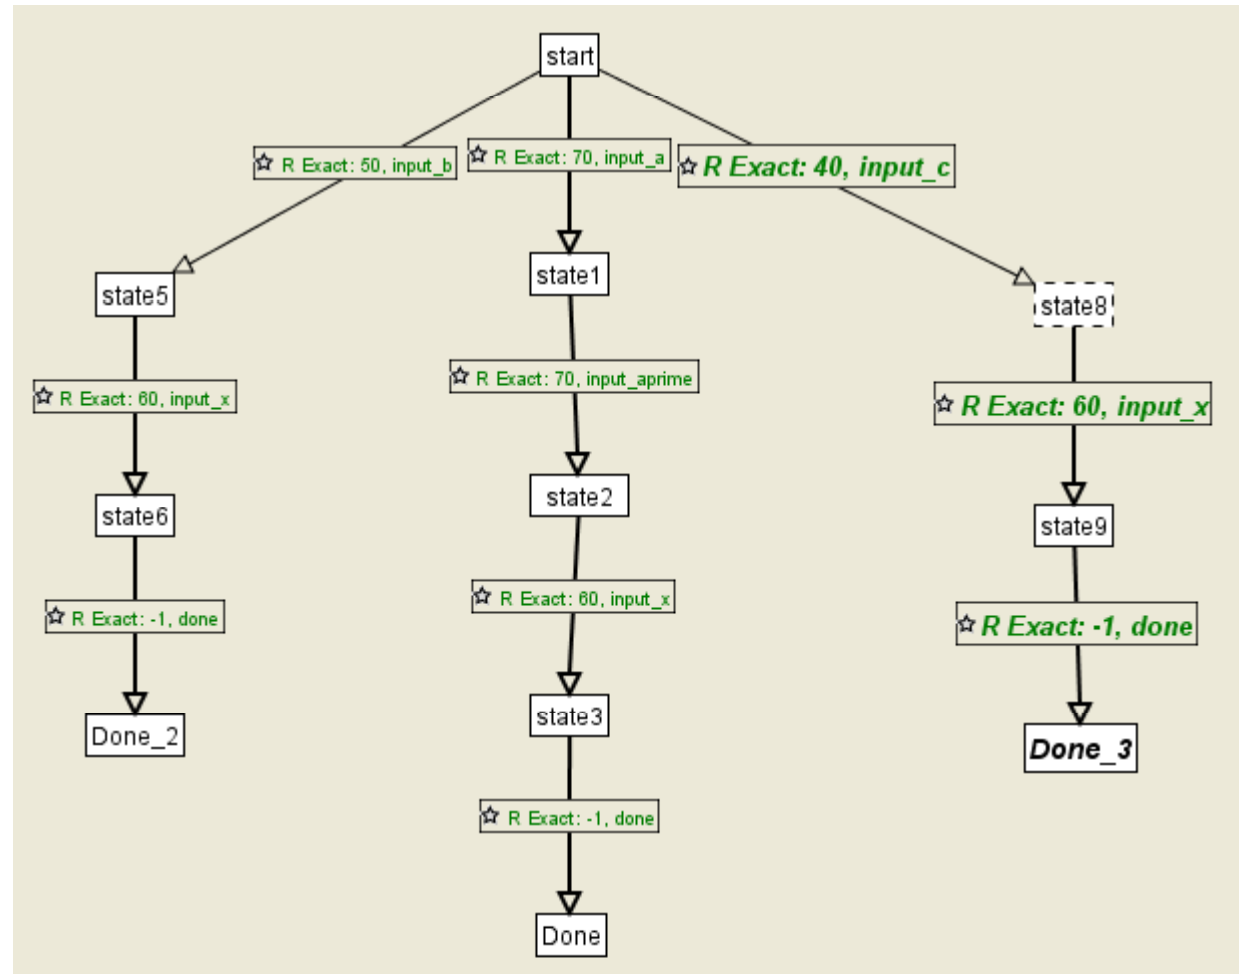 start
R Exact: 50, input_b
R Exact: 70, input_a
R Exact: 40, input_c
state5
state1
state8
R Exact: 60, input_x
R Exact: 70, input_aprime
R Exact: 60, input_x
state6
state2
state9
R Exact: -1, done
R Exact: 60, input_x
R Exact: -1, done
Done_2
state3
Done_3
R Exact: -1, done
Done